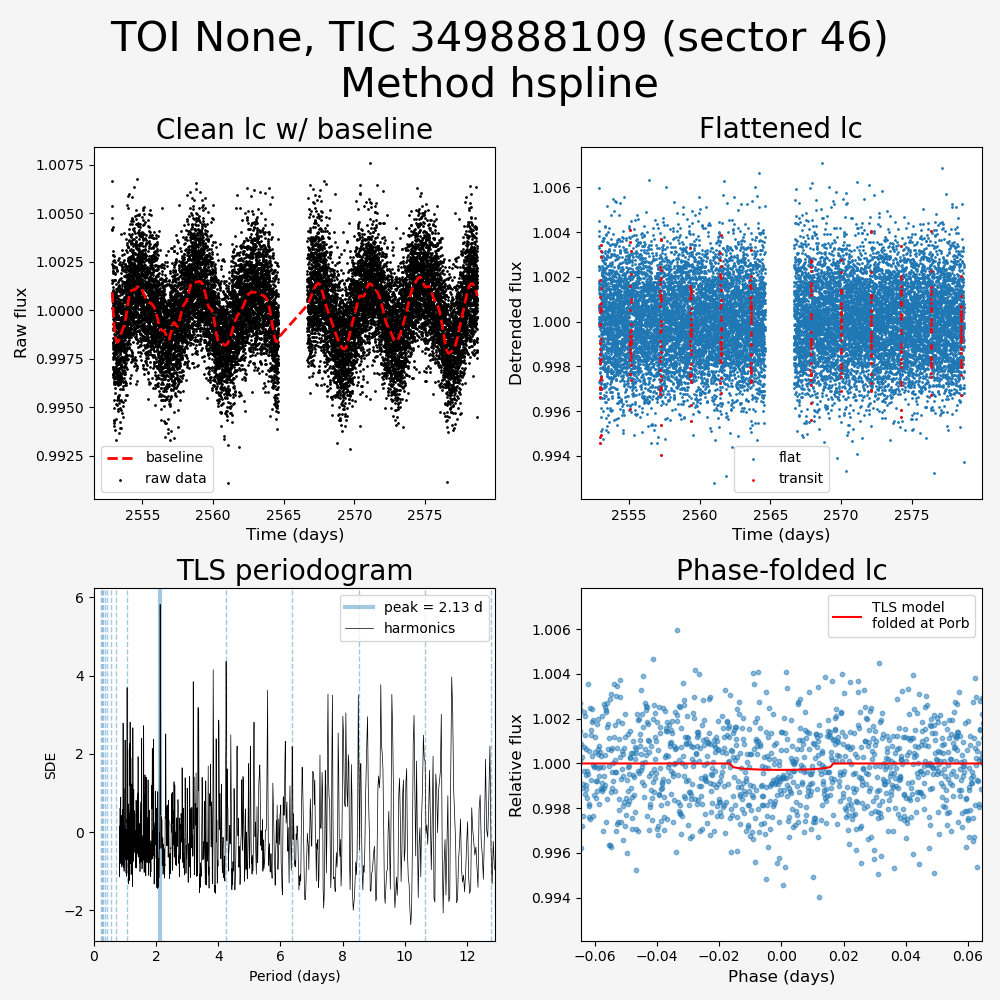 TOI None, TIC 349888109 (sector 46)
Method hspline
Clean lc w/ baseline
Raw flux
1.0075
1.0050
1.0025
1.0000
0.9975
0.9950
0.9925
baseline
raw data
2555
2560
2565
2570
2575
Time (days)
Flattened lc
Detrended flux
1.006
1.004
1.002
1.000
0.998
0.996
0.994
flat
transit
2555
2560
2565
2570
2575
Time (days)
TLS periodogram
SDE
6
4
2
0
−2
peak = 2.13 d
harmonics
0
2
4
6
8
10
12
Period (days)
Phase-folded lc
Relative flux
1.006
1.004
1.002
1.000
0.998
0.996
0.994
TLS model
folded at Porb
−0.06
−0.04
−0.02
0.00
0.02
0.04
0.06
Phase (days)